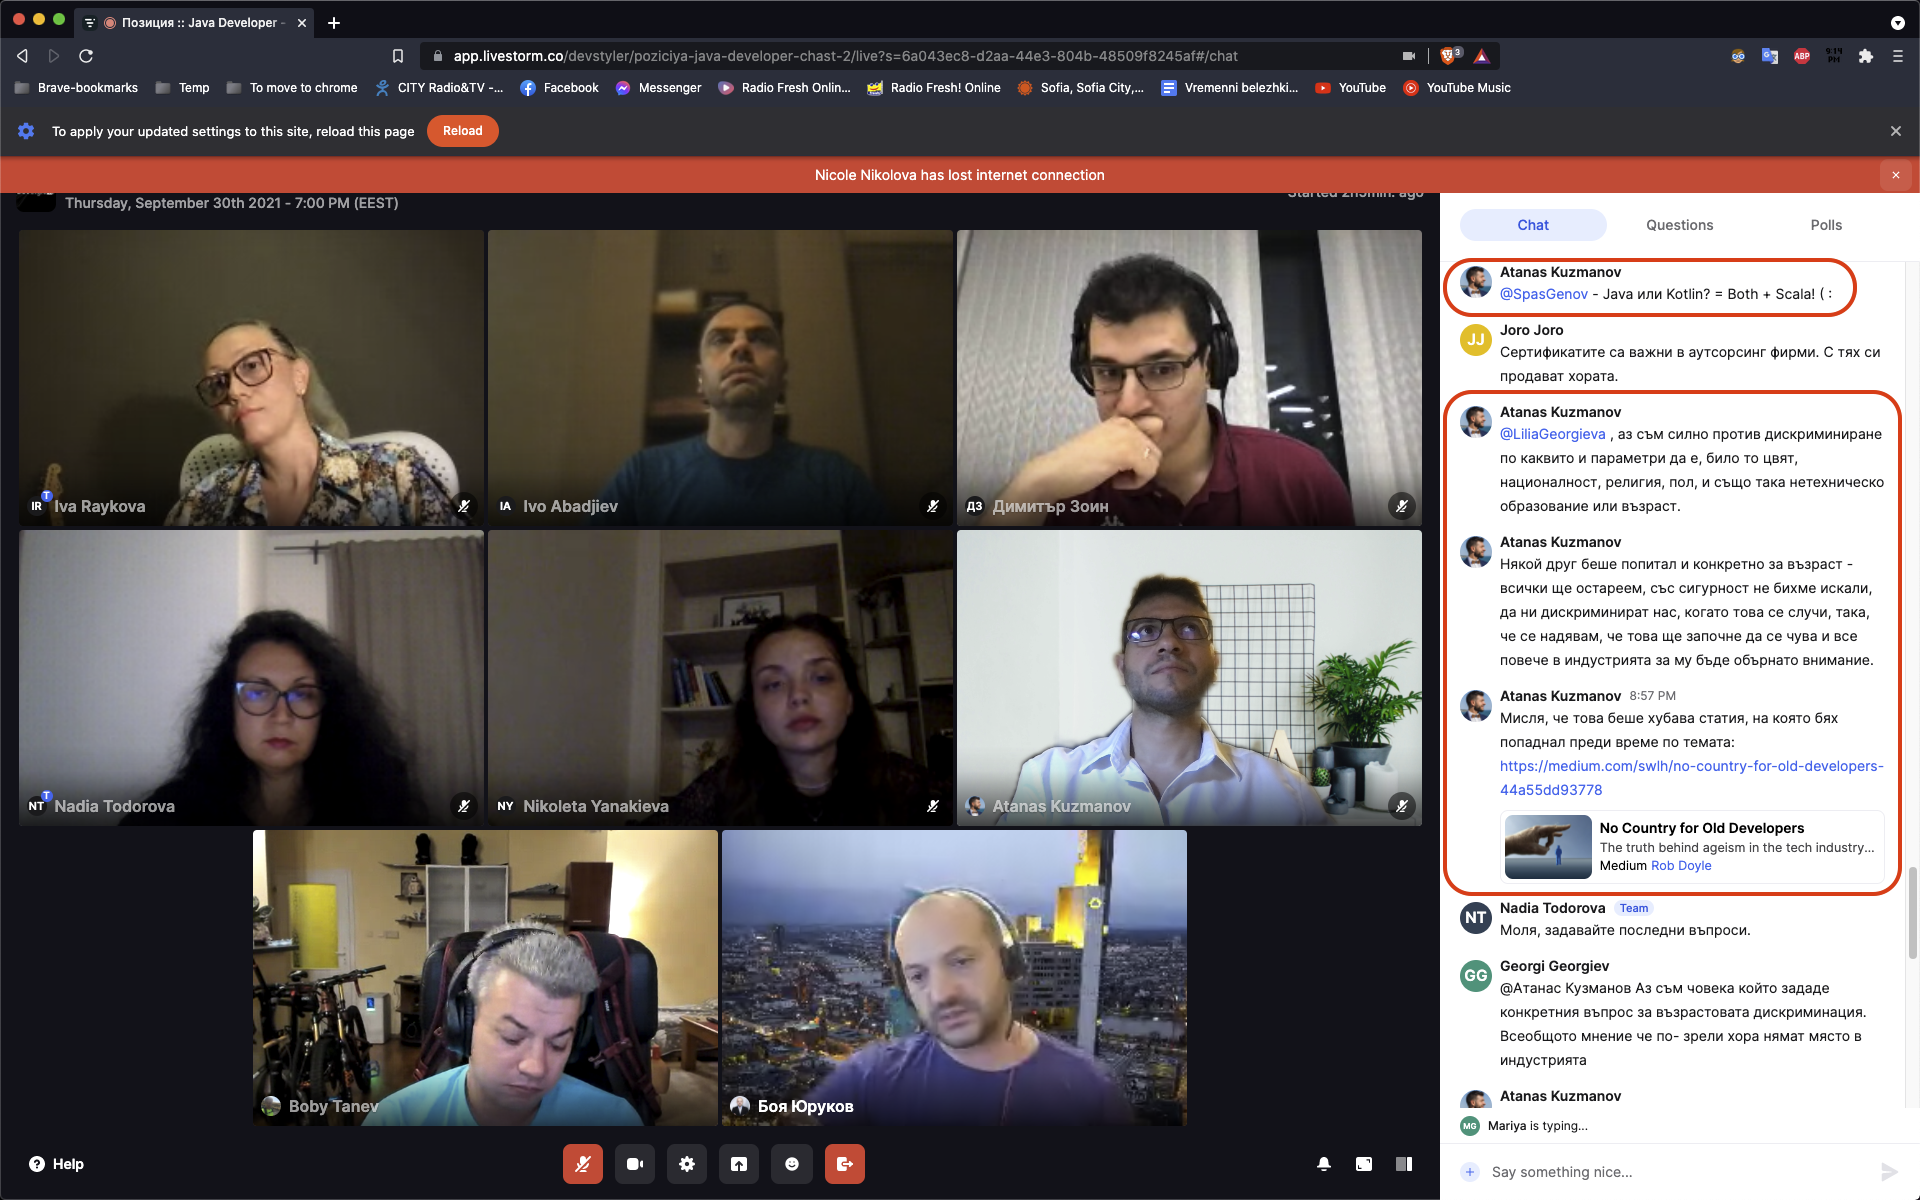 Позиция :: Java Developer -
app.livestorm.co/devstyler/poziciya-java-developer-chast-2/live?s=6a043ec8-d2aa-44e3-804b-48509f8245af#/chat
3
ABP
Brave-bookmarks
Temp
To move to chrome
CITY Radio&TV -...
Facebook
Messenger
Radio Fresh Onlin...
Radio Fresh! Online
Sofia, Sofia City,...
Vremenni belezhki...
YouTube
YouTube Music
To apply your updated settings to this site, reload this page
Reload
Nicole Nikolova has lost internet connection
Thursday, September 30th 2021 - 7:00 PM (EEST)
Started 2h5min. ago
IR T Iva Raykova
IA Ivo Abadjiev
ДЗ Димитър Зоин
NT T Nadia Todorova
NY Nikoleta Yanakieva
Atanas Kuzmanov
Boby Tanev
Боя Юруков
Help
Chat
Questions
Polls
Atanas Kuzmanov
@SpasGenov - Java или Kotlin? = Both + Scala! ( :
JJ Joro Joro
Сертификатите са важни в аутсорсинг фирми. С тях си
продават хората.
Atanas Kuzmanov
@LiliaGeorgieva , аз съм силно против дискриминиране
по каквито и параметри да е, било то цвят,
националност, религия, пол, и също така нетехническо
образование или възраст.
Atanas Kuzmanov
Някой друг беше попитал и конкретно за възраст -
всички ще остареем, със сигурност не бихме искали,
да ни дискриминират нас, когато това се случи, така,
че се надявам, че това ще започне да се чува и все
повече в индустрията за му бъде обърнато внимание.
Atanas Kuzmanov 8:57 PM
Мисля, че това беше хубава статия, на която бях
попаднал преди време по темата:
https://medium.com/swlh/no-country-for-old-developers-
44a55dd93778
No Country for Old Developers
The truth behind ageism in the tech industry...
Medium Rob Doyle
NT Nadia Todorova Team
Моля, задавайте последни въпроси.
GG Georgi Georgiev
@Атанас Кузманов Аз съм човека който зададе
конкретния въпрос за възрастовата дискриминация.
Всеобщото мнение че по- зрели хора нямат място в
индустрията
Atanas Kuzmanov
MG Mariya is typing...
Say something nice...